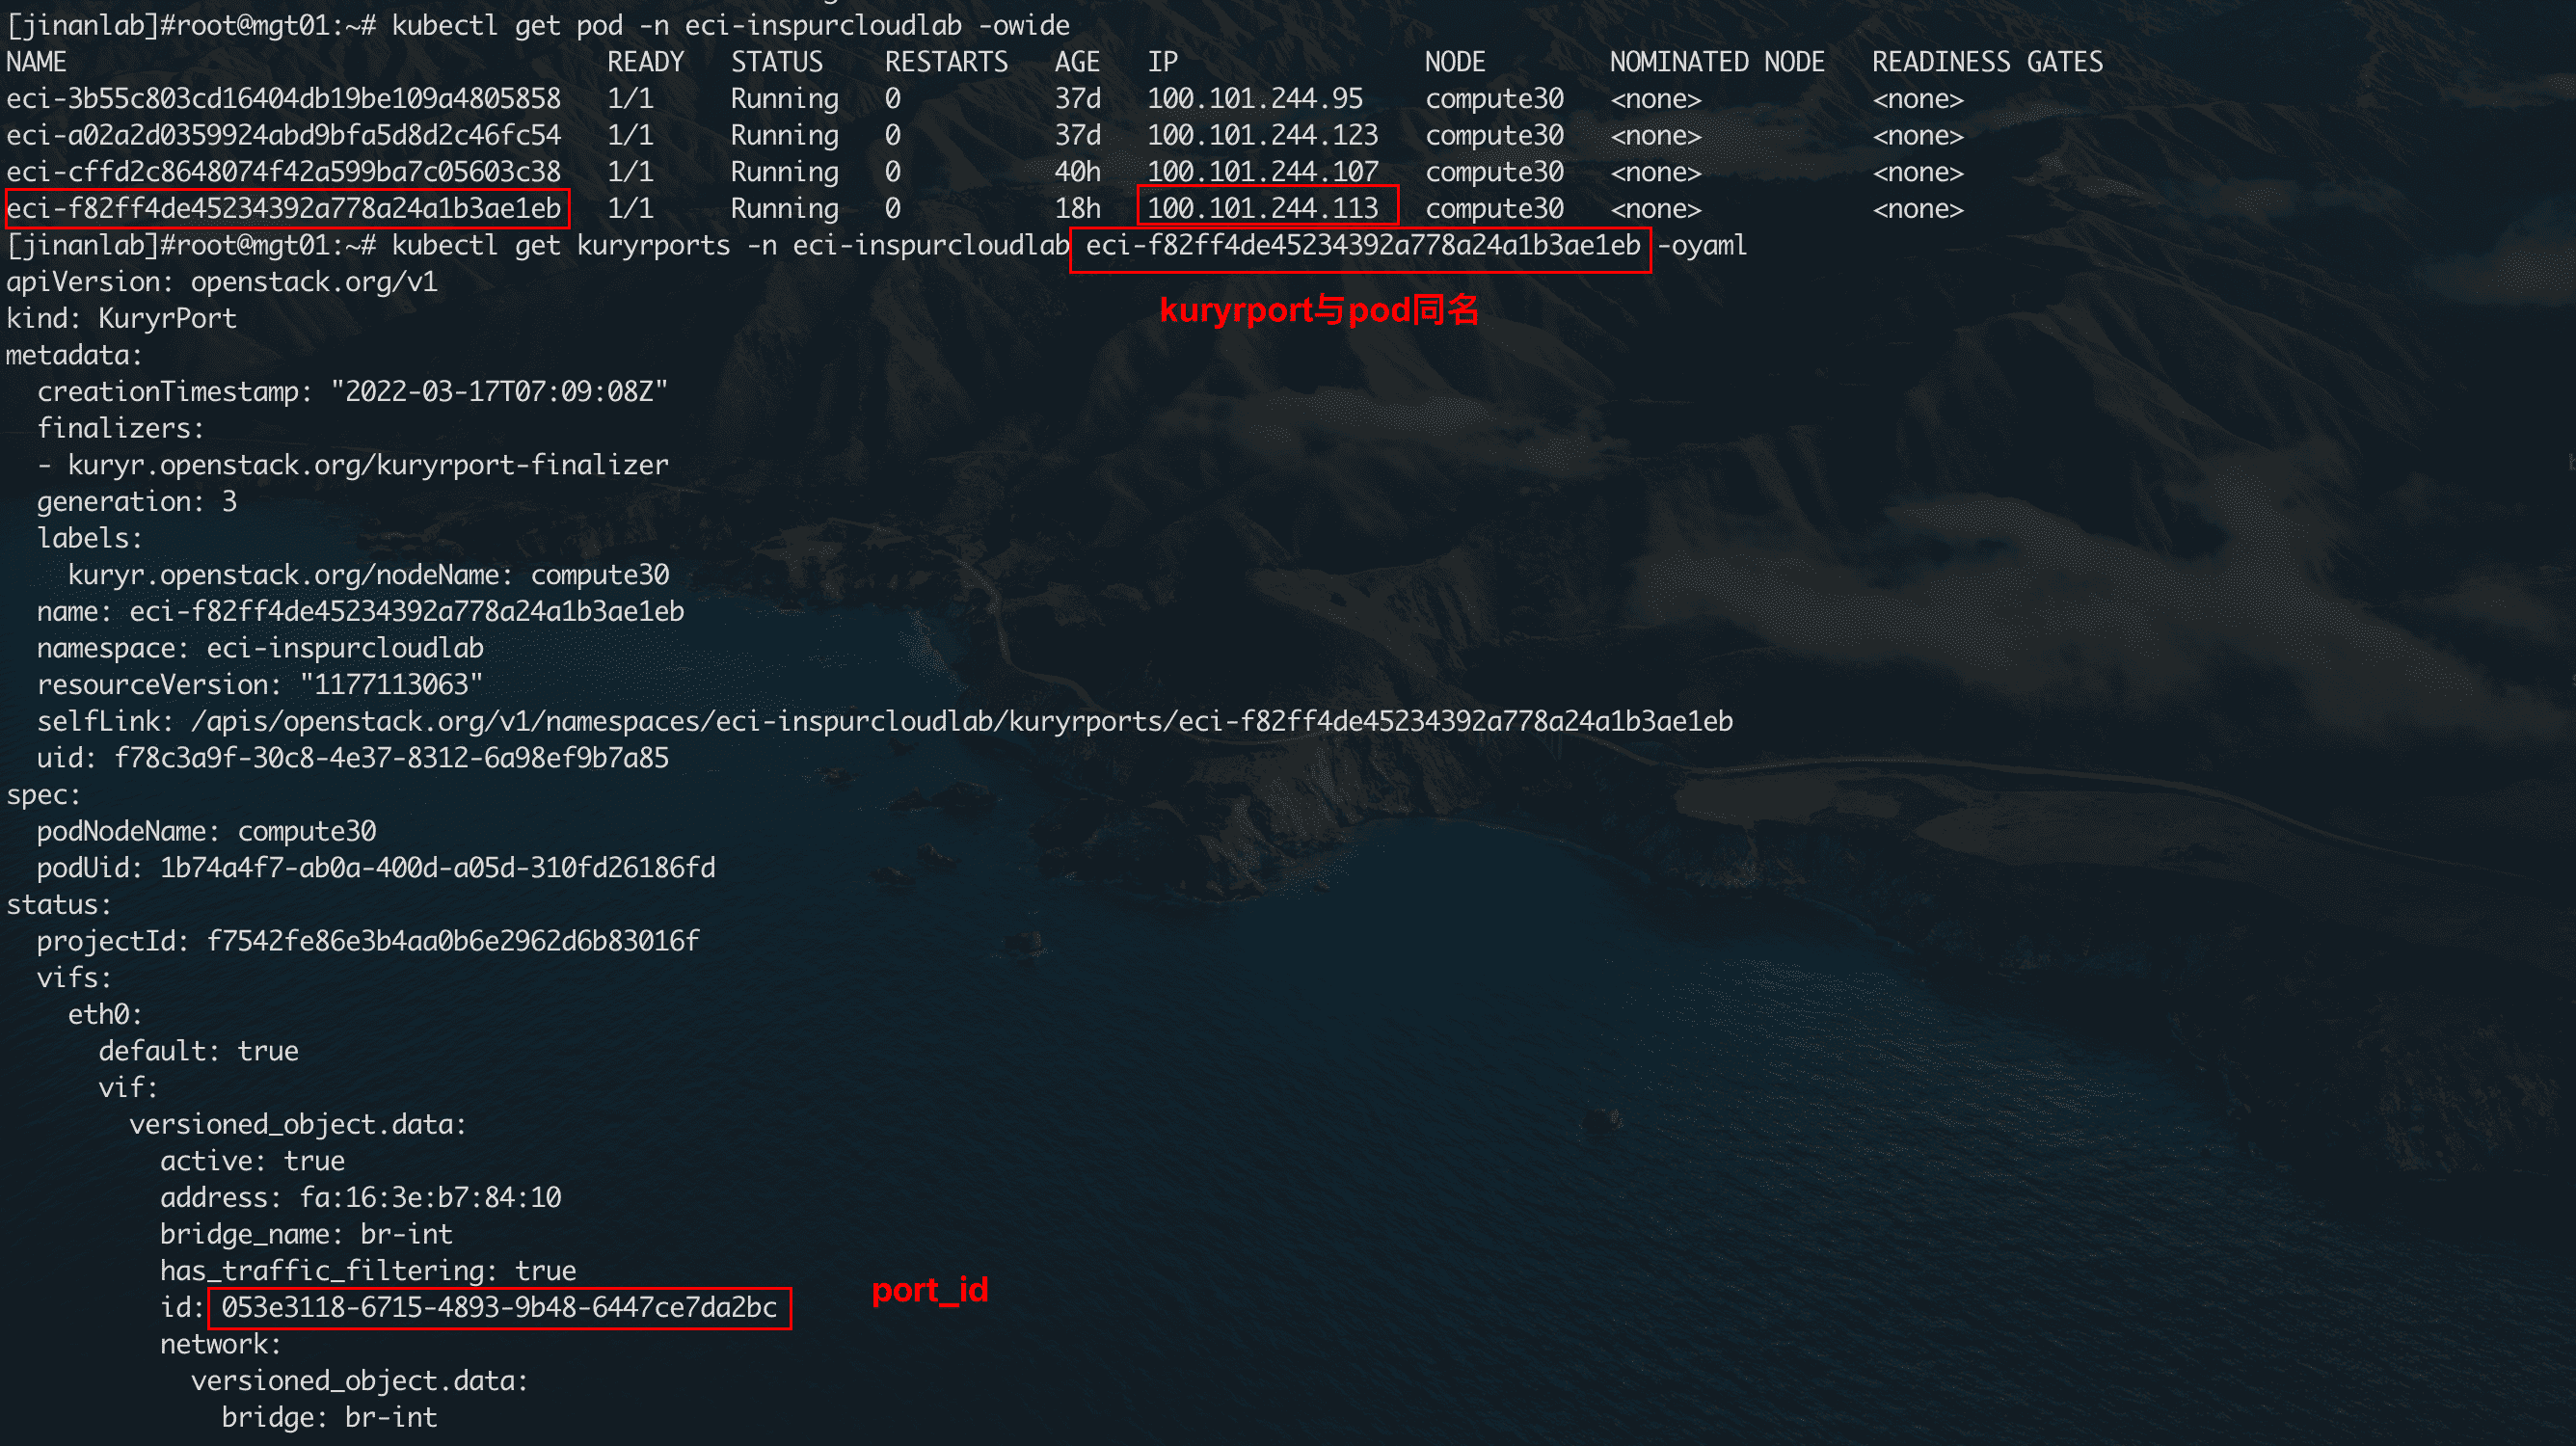 [jinanlab]#root@mgt01:~# kubectl get pod -n eci-inspurcloudlab -owide
NAME READY STATUS RESTARTS AGE IP NODE NOMINATED NODE READINESS GATES
eci-3b55c803cd16404db19be109a4805858 1/1 Running 0 37d 100.101.244.95 compute30 <none> <none>
eci-a02a2d0359924abd9bfa5d8d2c46fc54 1/1 Running 0 37d 100.101.244.123 compute30 <none> <none>
eci-cffd2c8648074f42a599ba7c05603c38 1/1 Running 0 40h 100.101.244.107 compute30 <none> <none>
eci-f82ff4de45234392a778a24a1b3ae1eb 1/1 Running 0 18h 100.101.244.113 compute30 <none> <none>
[jinanlab]#root@mgt01:~# kubectl get kuryrports -n eci-inspurcloudlab eci-f82ff4de45234392a778a24a1b3ae1eb -oyaml
apiVersion: openstack.org/v1
kind: KuryrPort
kuryrport与pod同名
metadata:
  creationTimestamp: "2022-03-17T07:09:08Z"
  finalizers:
  - kuryr.openstack.org/kuryrport-finalizer
  generation: 3
  labels:
    kuryr.openstack.org/nodeName: compute30
  name: eci-f82ff4de45234392a778a24a1b3ae1eb
  namespace: eci-inspurcloudlab
  resourceVersion: "1177113063"
  selfLink: /apis/openstack.org/v1/namespaces/eci-inspurcloudlab/kuryrports/eci-f82ff4de45234392a778a24a1b3ae1eb
  uid: f78c3a9f-30c8-4e37-8312-6a98ef9b7a85
spec:
  podNodeName: compute30
  podUid: 1b74a4f7-ab0a-400d-a05d-310fd26186fd
status:
  projectId: f7542fe86e3b4aa0b6e2962d6b83016f
  vifs:
    eth0:
      default: true
      vif:
        versioned_object.data:
          active: true
          address: fa:16:3e:b7:84:10
          bridge_name: br-int
          has_traffic_filtering: true
          id: 053e3118-6715-4893-9b48-6447ce7da2bc
port_id
          network:
            versioned_object.data:
              bridge: br-int